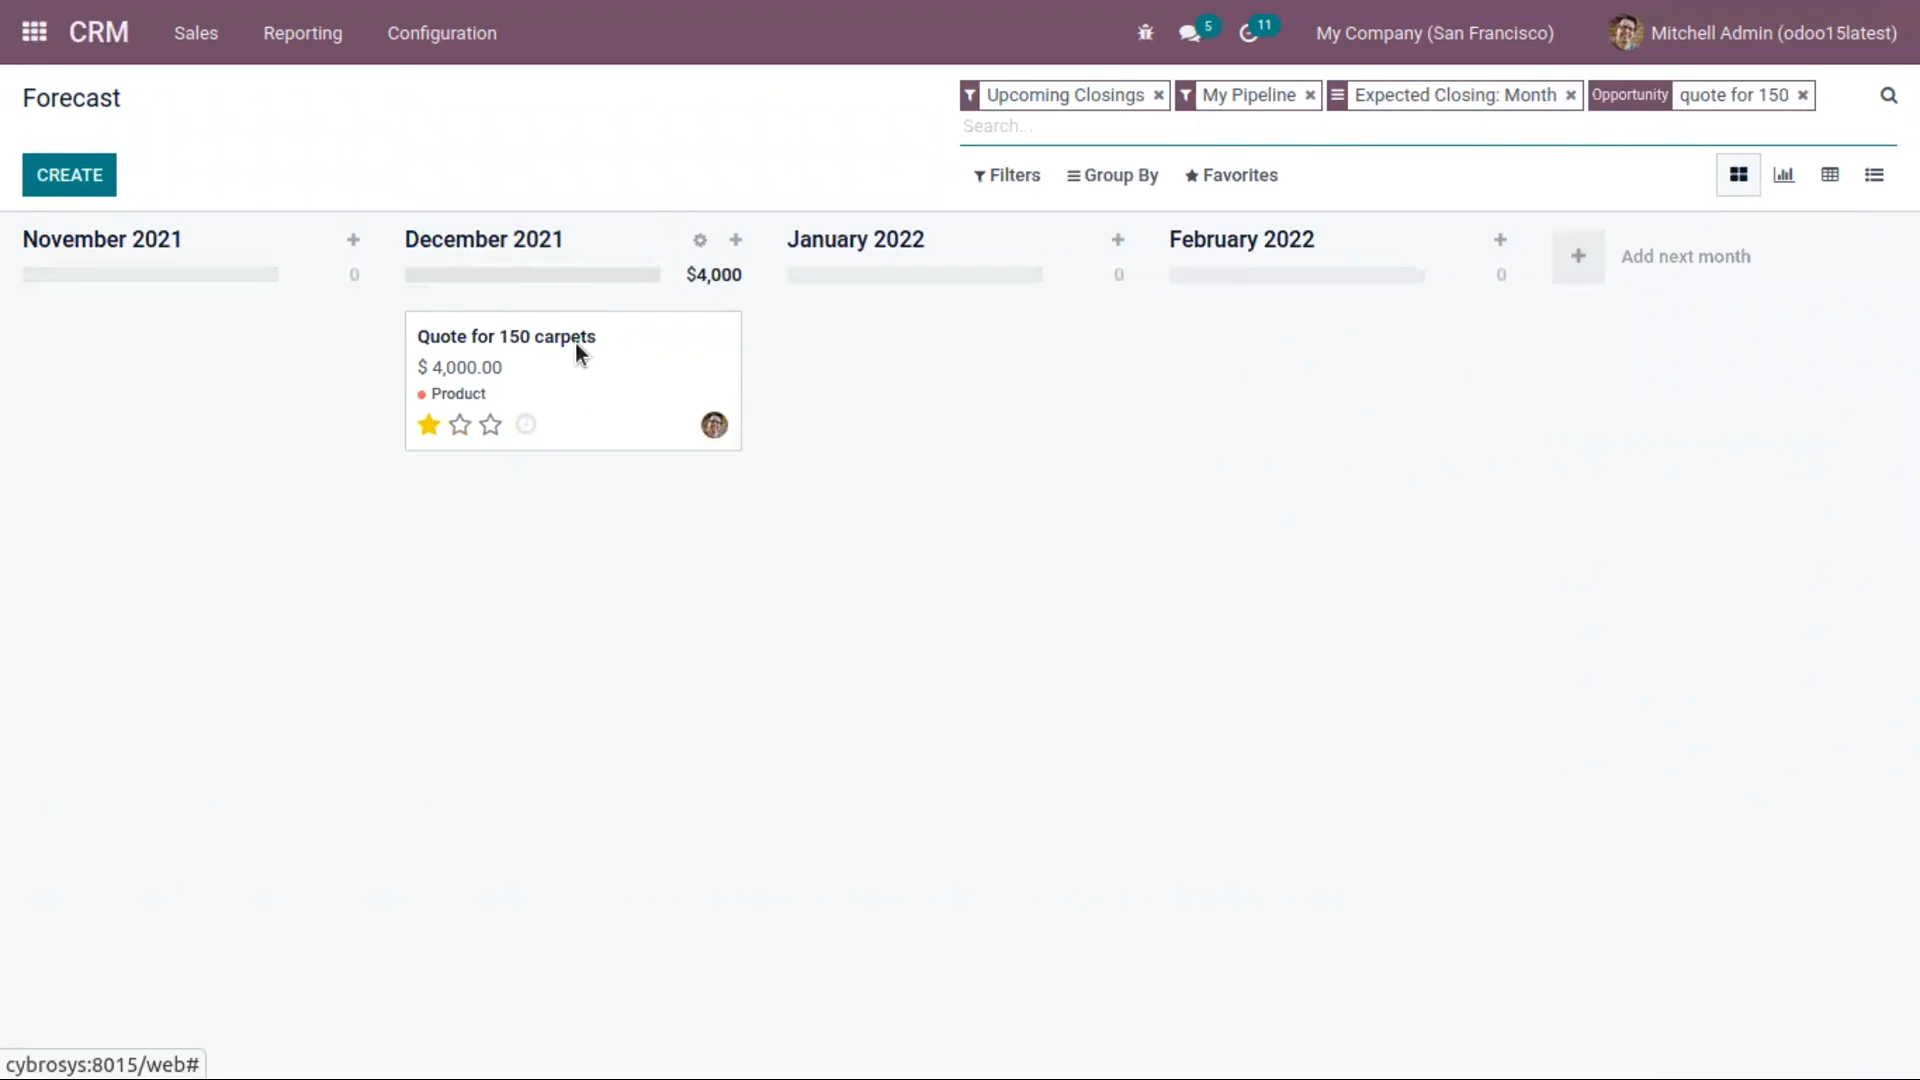 CRM Sales Reporting Configuration 5 11 My Company (San Francisco) Mitchell Admin (odoo15latest)
Forecast
Upcoming Closings × My Pipeline × Expected Closing: Month × Opportunity quote for 150 ×
Search...
CREATE
Filters Group By Favorites
November 2021 +
0
December 2021 +
$4,000
January 2022 +
0
February 2022 +
0
+ Add next month
Quote for 150 carpets
$ 4,000.00
Product
cybrosys:8015/web#